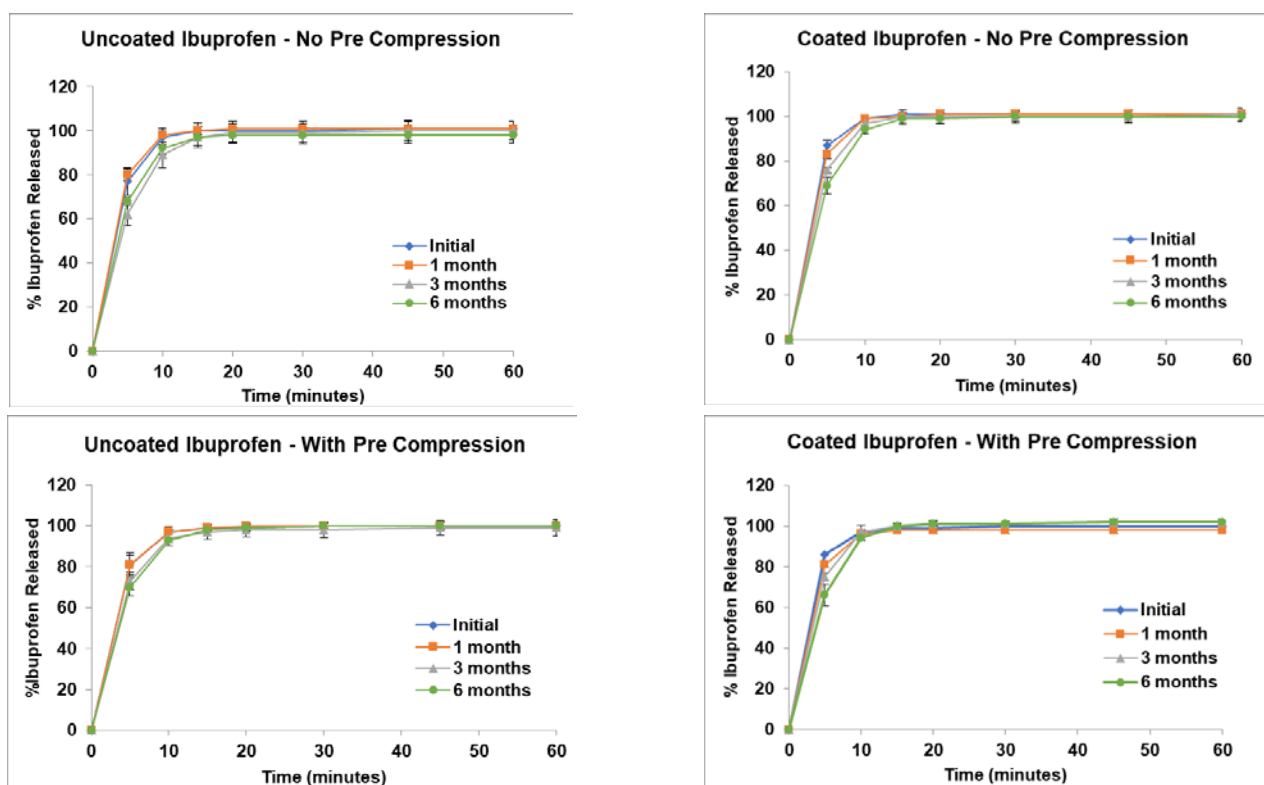 Uncoated Ibuprofen - No Pre Compression
% Ibuprofen Released
120
100
80
60
40
20
0
Initial
1 month
3 months
6 months
0 10 20 30 40 50 60
Time (minutes)
Coated Ibuprofen - No Pre Compression
% Ibuprofen Released
120
100
80
60
40
20
0
Initial
1 month
3 months
6 months
0 10 20 30 40 50 60
Time (minutes)
Uncoated Ibuprofen - With Pre Compression
%Ibuprofen Released
120
100
80
60
40
20
0
Initial
1 month
3 months
6 months
0 10 20 30 40 50 60
Time (minutes)
Coated Ibuprofen - With Pre Compression
% Ibuprofen Released
120
100
80
60
40
20
0
Initial
1 month
3 months
6 months
0 10 20 30 40 50 60
Time (minutes)